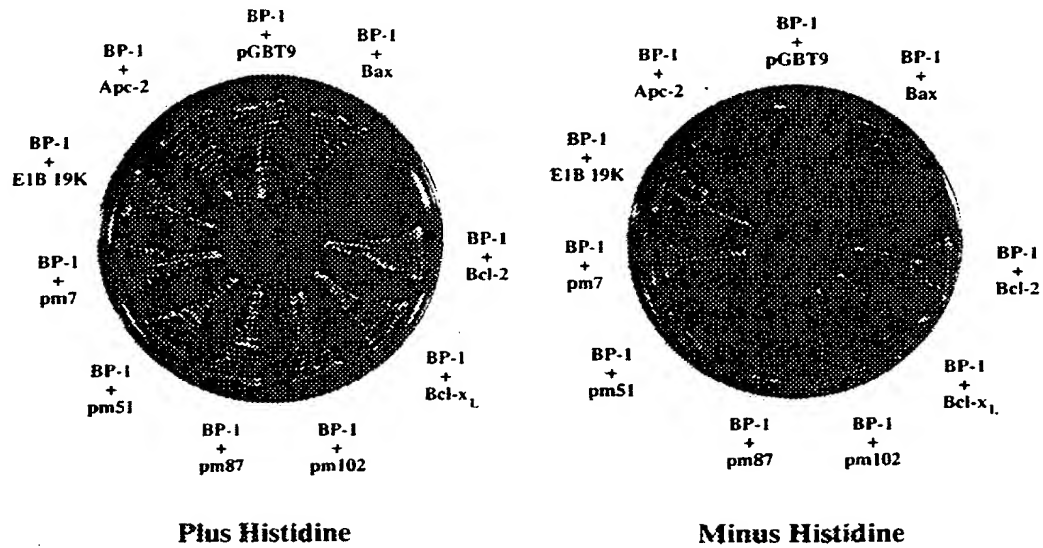 BP-1
+
pGBT9
BP-1
+
Bax
BP-1
+
Apc-2
BP-1
+
E1B 19K
BP-1
+
Bcl-2
BP-1
+
pm7
BP-1
+
pm51
BP-1
+
Bcl-xL
BP-1
+
pm87
BP-1
+
pm102
Plus Histidine
BP-1
+
pGBT9
BP-1
+
Bax
BP-1
+
Apc-2
BP-1
+
E1B 19K
BP-1
+
Bcl-2
BP-1
+
pm7
BP-1
+
pm51
BP-1
+
Bcl-xL
BP-1
+
pm87
BP-1
+
pm102
Minus Histidine